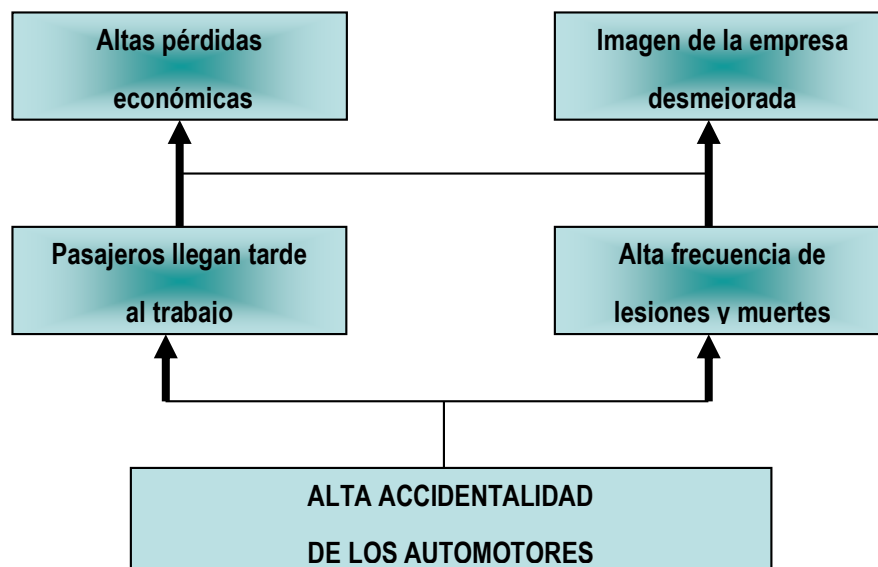 Altas pérdidas
económicas
Imagen de la empresa
desmejorada
Pasajeros llegan tarde
al trabajo
Alta frecuencia de
lesiones y muertes
ALTA ACCIDENTALIDAD
DE LOS AUTOMOTORES